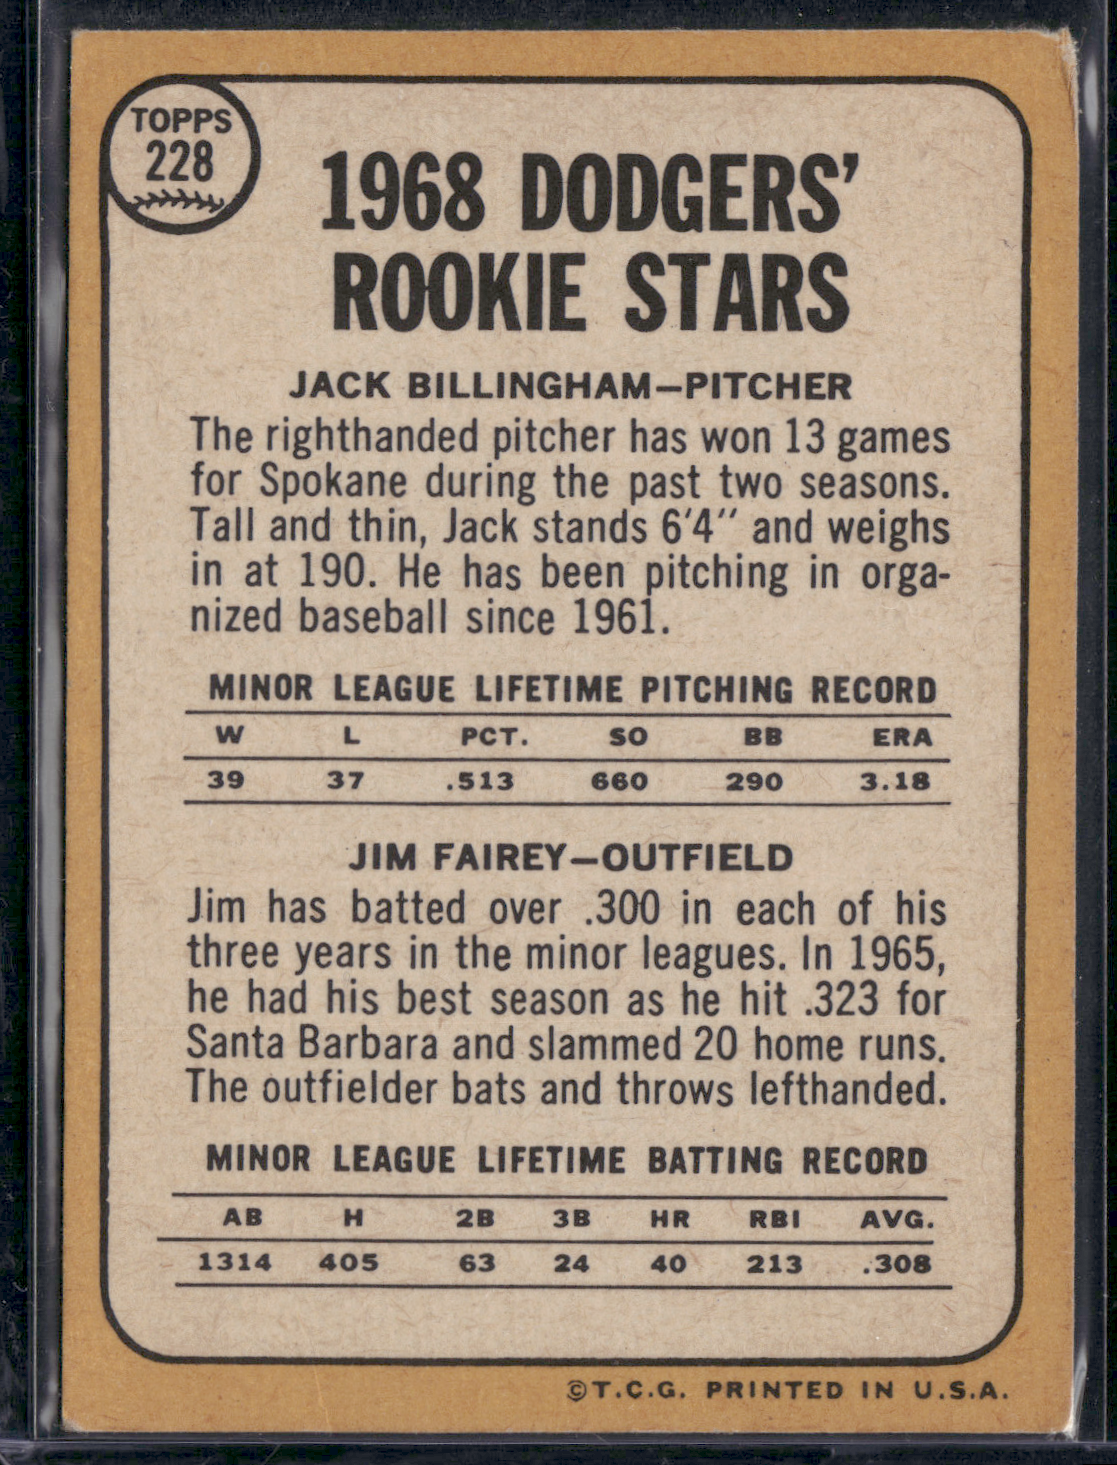 TOPPS
228
1968 DODGERS'
ROOKIE STARS
JACK BILLINGHAM—PITCHER
The righthanded pitcher has won 13 games
for Spokane during the past two seasons.
Tall and thin, Jack stands 6'4" and weighs
in at 190. He has been pitching in orga-
nized baseball since 1961.
MINOR LEAGUE LIFETIME PITCHING RECORD
W L PCT. SO BB ERA
39 37 .513 660 290 3.18
JIM FAIREY—OUTFIELD
Jim has batted over .300 in each of his
three years in the minor leagues. In 1965,
he had his best season as he hit .323 for
Santa Barbara and slammed 20 home runs.
The outfielder bats and throws lefthanded.
MINOR LEAGUE LIFETIME BATTING RECORD
AB H 2B 3B HR RBI AVG.
1314 405 63 24 40 213 .308
©T.C.G. PRINTED IN U.S.A.